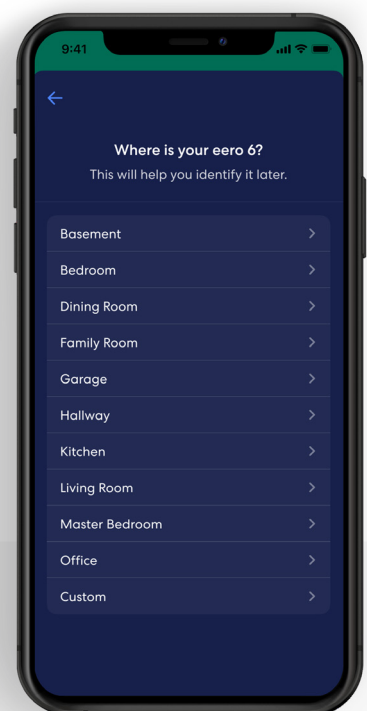 9:41
Where is your eero 6?
This will help you identify it later.
Basement
Bedroom
Dining Room
Family Room
Garage
Hallway
Kitchen
Living Room
Master Bedroom
Office
Custom